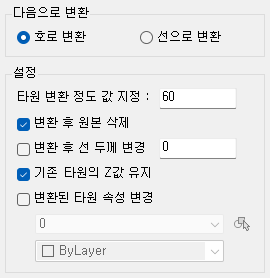 다음으로 변환
호로 변환 선으로 변환
설정
타원 변환 정도 값 지정 : 60
변환 후 원본 삭제
변환 후 선 두께 변경 0
기존 타원의 Z값 유지
변환된 타원 속성 변경
0
ByLayer